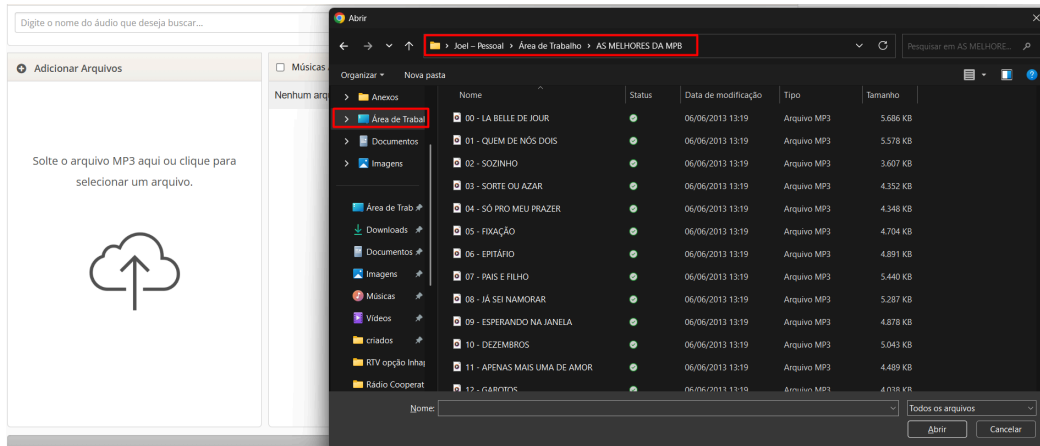 Digite o nome do áudio que deseja buscar...
Adicionar Arquivos
Músicas
Nenhum arq
Solte o arquivo MP3 aqui ou clique para
selecionar um arquivo.
Abrir
Joel – Pessoal > Área de Trabalho > AS MELHORES DA MPB
Pesquisar em AS MELHORE...
Organizar
Nova pasta
Anexos
Área de Trabal
Documentos
Imagens
Área de Trab
Downloads
Documentos
Imagens
Músicas
Vídeos
criados
RTV opção Inhap
Rádio Cooperat
Nome Status Data de modificação Tipo Tamanho
00 - LA BELLE DE JOUR 06/06/2013 13:19 Arquivo MP3 5.686 KB
01 - QUEM DE NÓS DOIS 06/06/2013 13:19 Arquivo MP3 5.578 KB
02 - SOZINHO 06/06/2013 13:19 Arquivo MP3 3.607 KB
03 - SORTE OU AZAR 06/06/2013 13:19 Arquivo MP3 4.352 KB
04 - SÓ PRO MEU PRAZER 06/06/2013 13:19 Arquivo MP3 4.348 KB
05 - FIXAÇÃO 06/06/2013 13:19 Arquivo MP3 4.704 KB
06 - EPITÁFIO 06/06/2013 13:19 Arquivo MP3 4.891 KB
07 - PAIS E FILHO 06/06/2013 13:19 Arquivo MP3 5.440 KB
08 - JÁ SEI NAMORAR 06/06/2013 13:19 Arquivo MP3 5.287 KB
09 - ESPERANDO NA JANELA 06/06/2013 13:19 Arquivo MP3 4.878 KB
10 - DEZEMBROS 06/06/2013 13:19 Arquivo MP3 5.043 KB
11 - APENAS MAIS UMA DE AMOR 06/06/2013 13:19 Arquivo MP3 4.489 KB
12 - GAROTOS 06/06/2013 13:19 Arquivo MP3 4.038 KB
Nome:
Todos os arquivos
Abrir
Cancelar